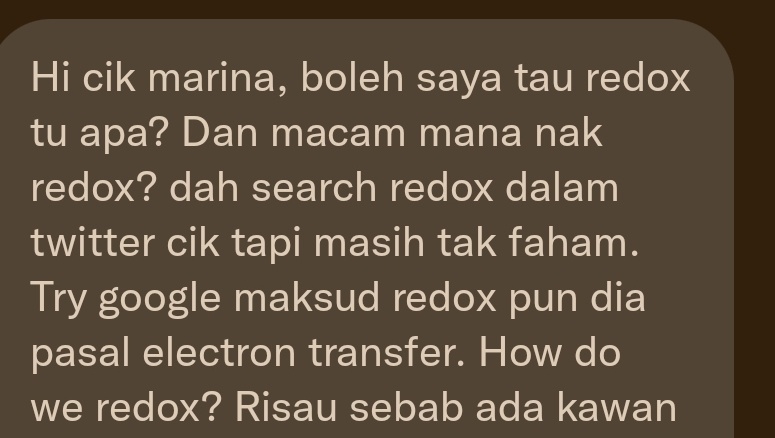 Hi cik marina, boleh saya tau redox
tu apa? Dan macam mana nak
redox? dah search redox dalam
twitter cik tapi masih tak faham.
Try google maksud redox pun dia
pasal electron transfer. How do
we redox? Risau sebab ada kawan